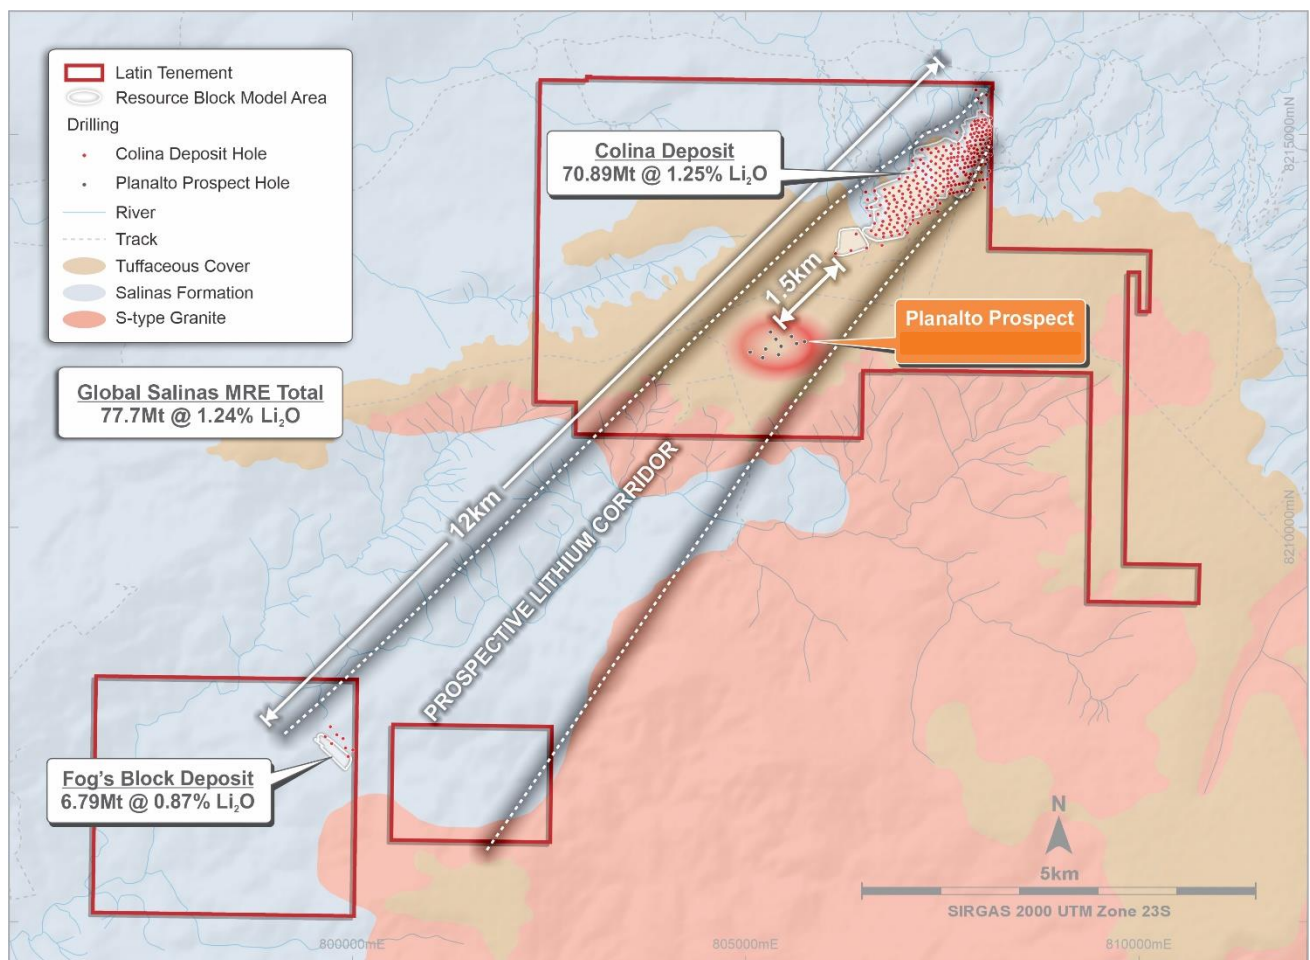 Latin Tenement
Resource Block Model Area
Drilling
Colina Deposit Hole
Planalto Prospect Hole
River
Track
Tuffaceous Cover
Salinas Formation
S-type Granite
Global Salinas MRE Total
77.7Mt @ 1.24% Li₂O
Colina Deposit
70.89Mt @ 1.25% Li₂O
8215000mN
1.5km
Planalto Prospect
12km
PROSPECTIVE LITHIUM CORRIDOR
8210000mN
Fog's Block Deposit
6.79Mt @ 0.87% Li₂O
N
5km
SIRGAS 2000 UTM Zone 23S
800000mE
805000mE
810000mE